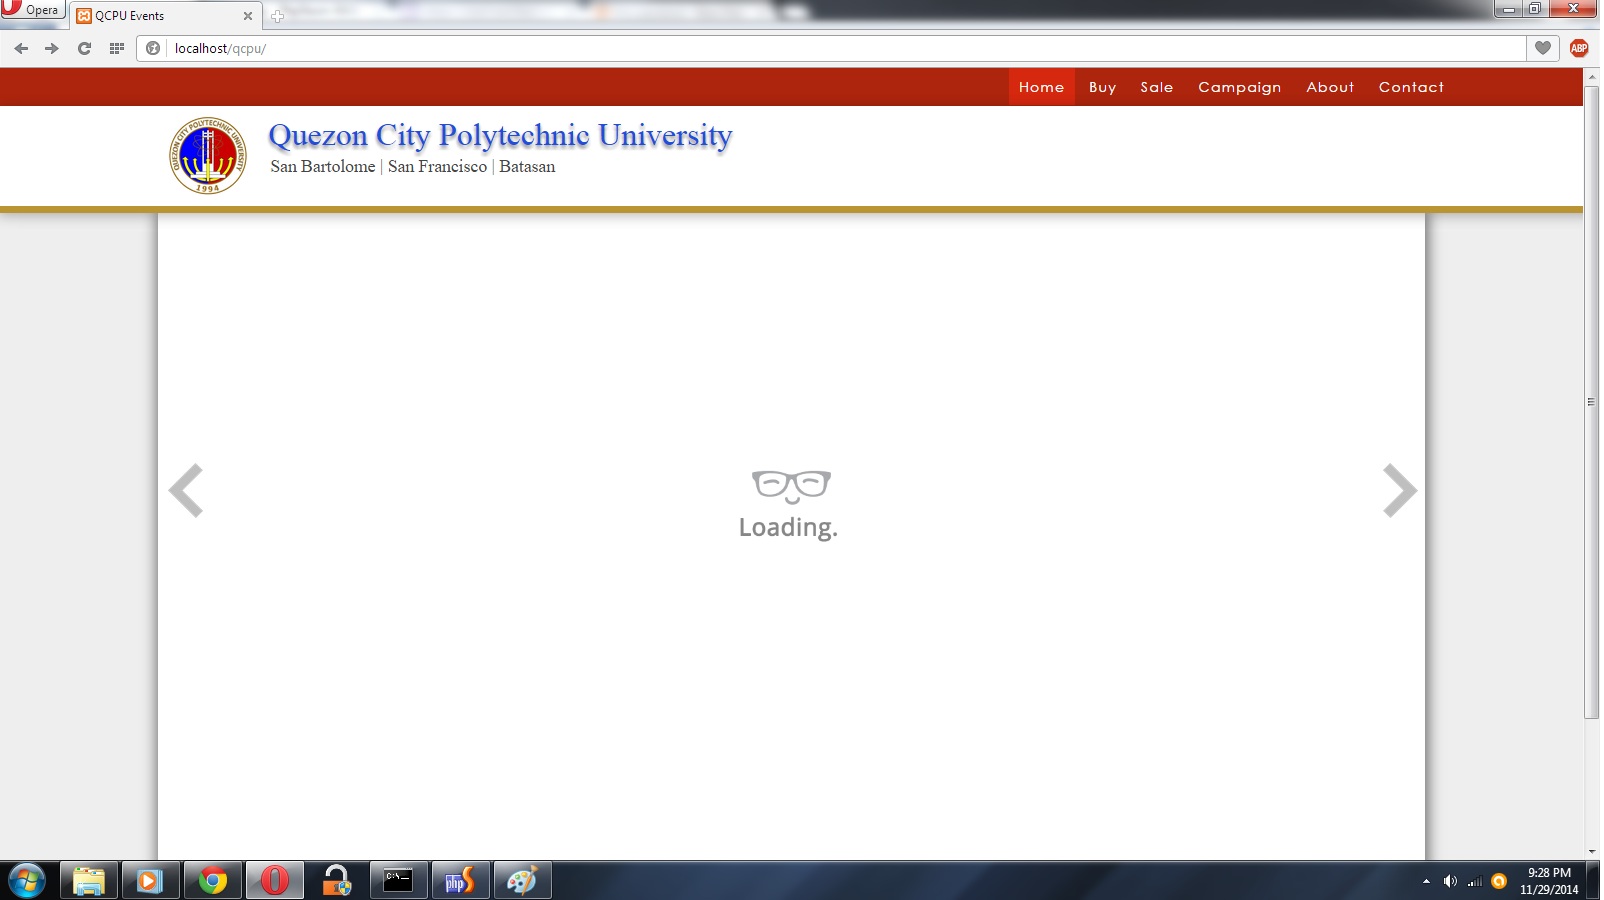 Opera
QCPU Events
localhost/qcpu/
ABP
Home Buy Sale Campaign About Contact
QUEZON CITY POLYTECHNIC UNIVERSITY
1994
Quezon City Polytechnic University
San Bartolome | San Francisco | Batasan
Loading.
C:\
php
9:28 PM
11/29/2014